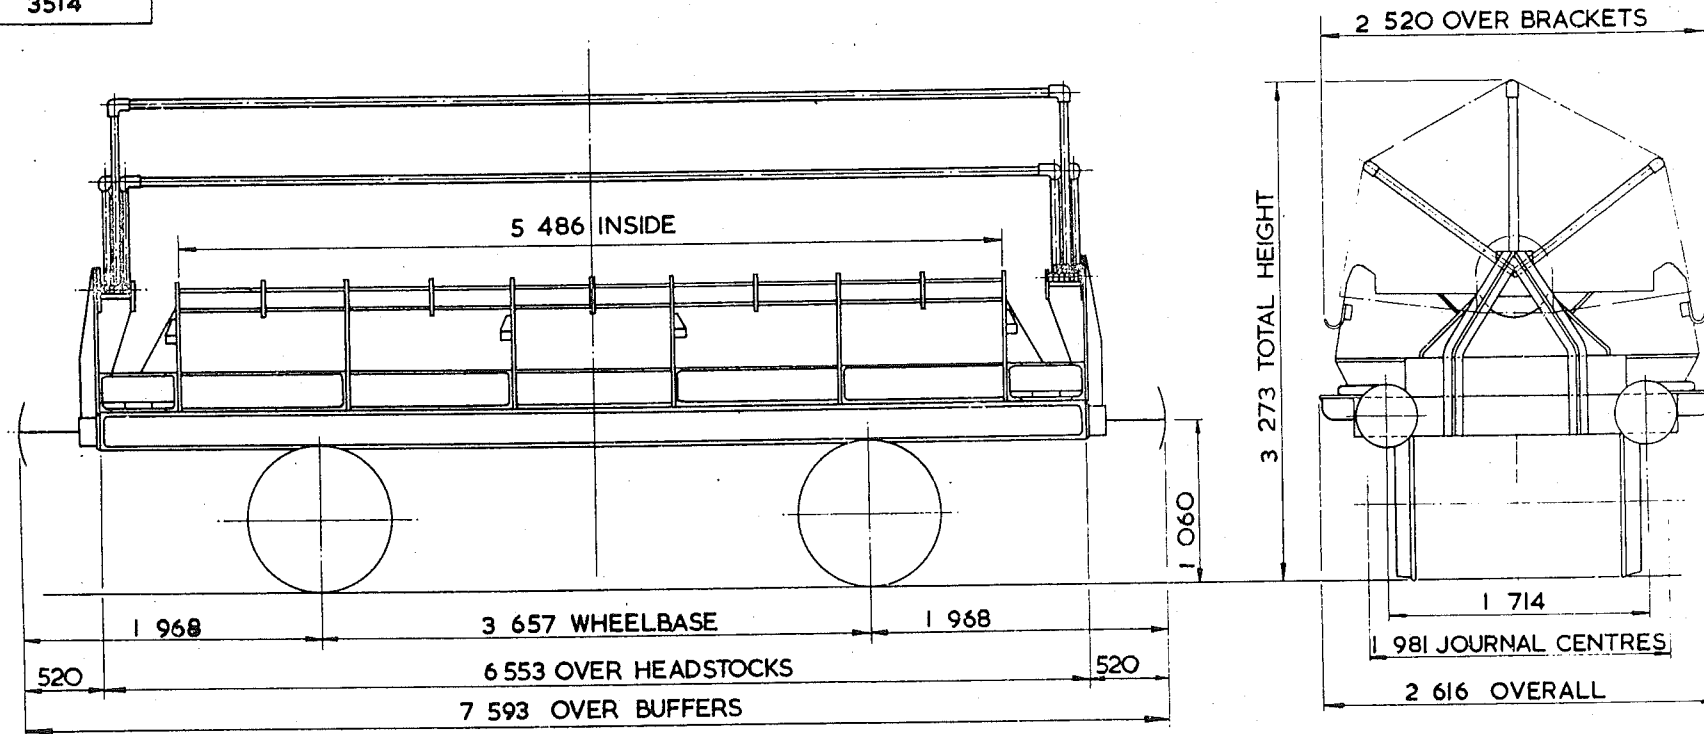 3514
2 520 OVER BRACKETS
5 486 INSIDE
3 273 TOTAL HEIGHT
1 060
1 968
3 657 WHEELBASE
1 968
1 714
520
6 553 OVER HEADSTOCKS
520
1 981 JOURNAL CENTRES
7 593 OVER BUFFERS
2 616 OVERALL